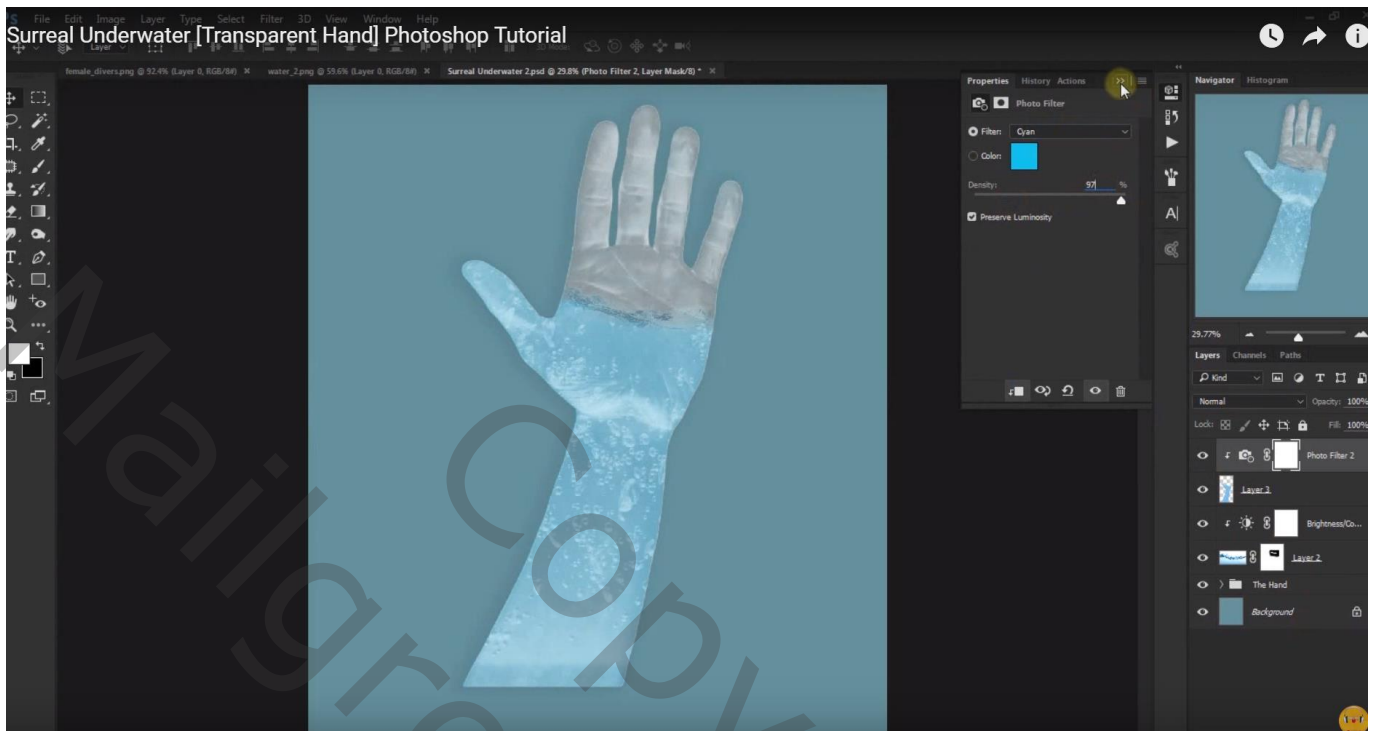 File Edit Image Layer Type Select Filter 3D View Window Help
Surreal Underwater [Transparent Hand] Photoshop Tutorial
Layer
3D Mode:
female_divers.png @ 92.4% (Layer 0, RGB/8#) ×
water_2.png @ 59.6% (Layer 0, RGB/8#) ×
Surreal Underwater 2.psd @ 29.8% (Photo Filter 2, Layer Mask/8) * ×
Properties History Actions
Photo Filter
Filter: Cyan
Color:
Density: 97 %
Preserve Luminosity
Navigator Histogram
29.77%
Layers Channels Paths
Kind
Normal Opacity: 100%
Lock: Fill: 100%
Photo Filter 2
Layer 3
Brightness/Co...
Layer 2
The Hand
Background
Copy